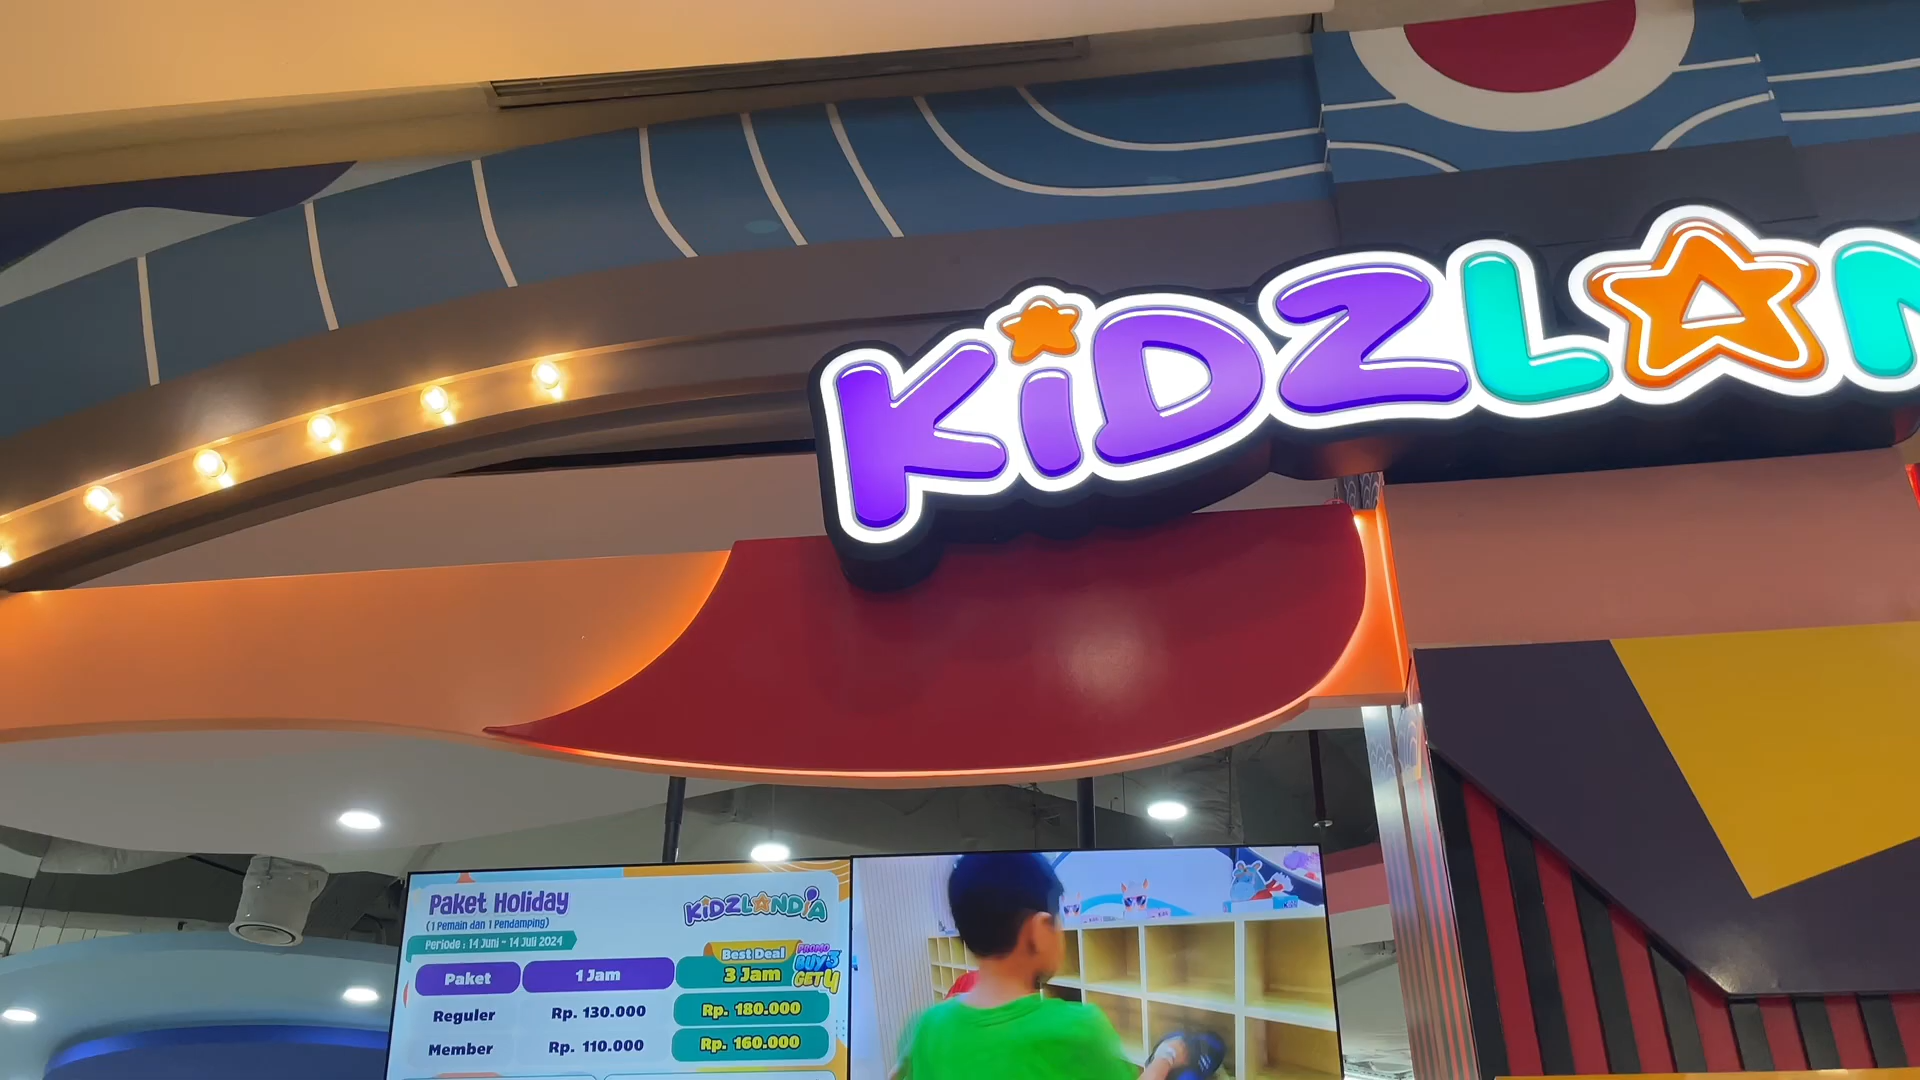 KiDZLAN
Paket Holiday
(1 Pemain dan 1 Pendamping)
Periode : 14 Juni - 14 Juli 2024
KiDZLANDiA
Best Deal
PROMO
BUY 3
GET 4
Paket 1 Jam 3 Jam
Reguler Rp. 130.000 Rp. 180.000
Member Rp. 110.000 Rp. 160.000